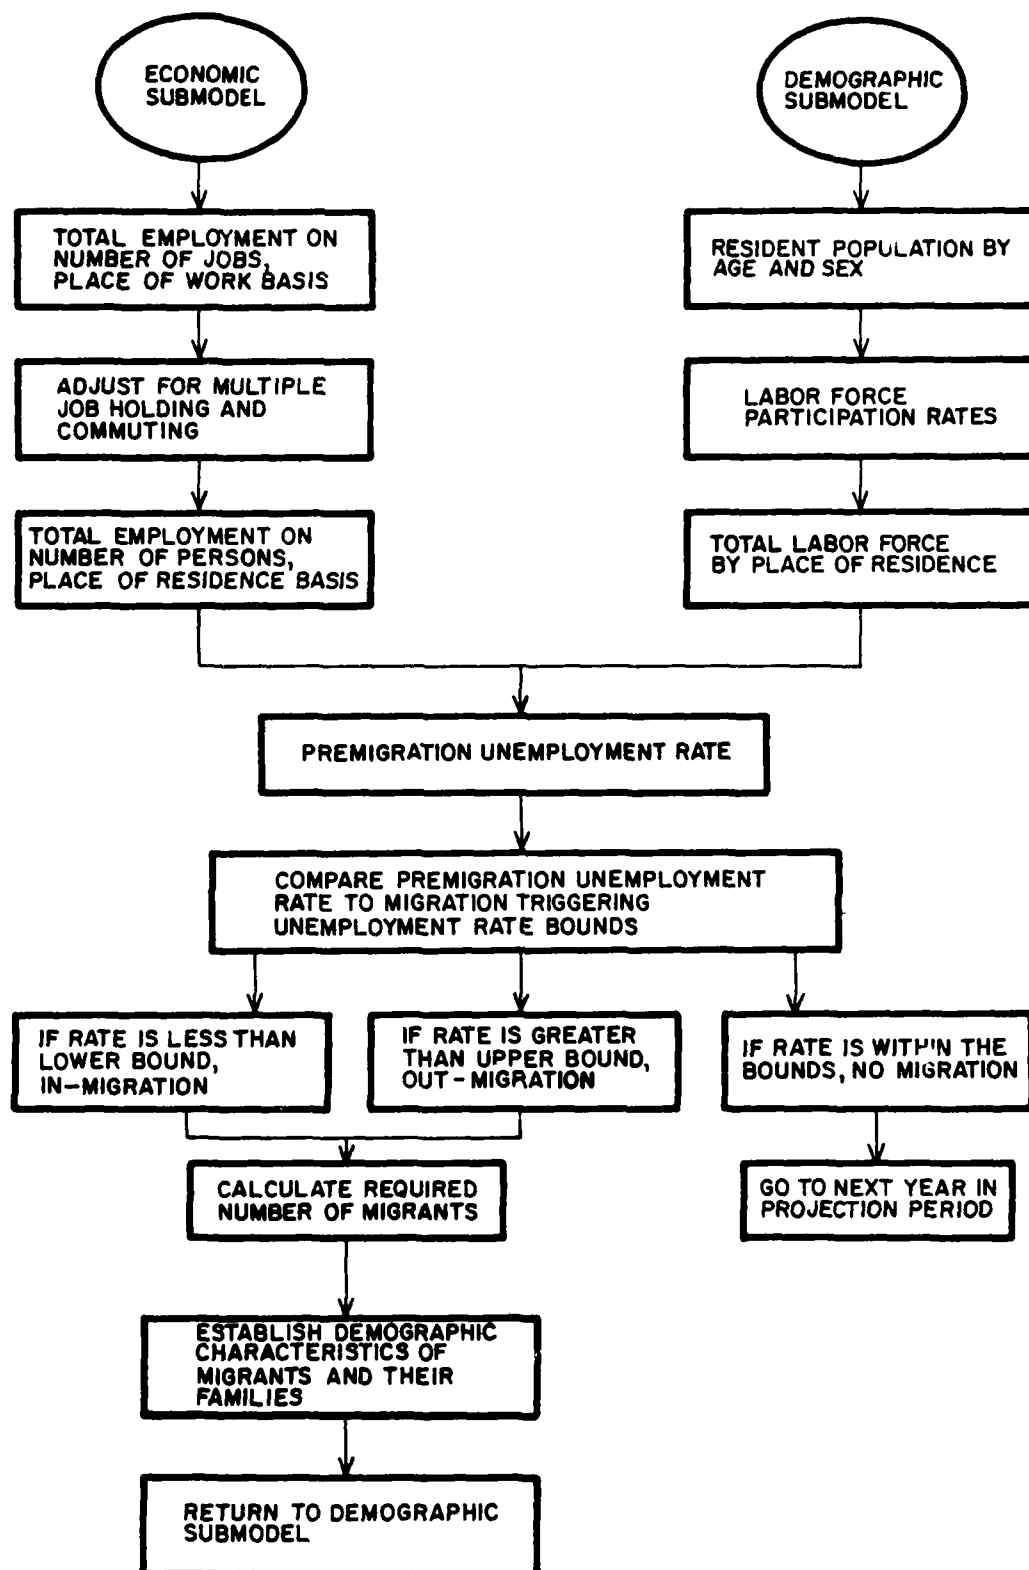 ECONOMIC
SUBMODEL
DEMOGRAPHIC
SUBMODEL
TOTAL EMPLOYMENT ON
NUMBER OF JOBS,
PLACE OF WORK BASIS
RESIDENT POPULATION BY
AGE AND SEX
ADJUST FOR MULTIPLE
JOB HOLDING AND
COMMUTING
LABOR FORCE
PARTICIPATION RATES
TOTAL EMPLOYMENT ON
NUMBER OF PERSONS,
PLACE OF RESIDENCE BASIS
TOTAL LABOR FORCE
BY PLACE OF RESIDENCE
PREMIGRATION UNEMPLOYMENT RATE
COMPARE PREMIGRATION UNEMPLOYMENT
RATE TO MIGRATION TRIGGERING
UNEMPLOYMENT RATE BOUNDS
IF RATE IS LESS THAN
LOWER BOUND,
IN-MIGRATION
IF RATE IS GREATER
THAN UPPER BOUND,
OUT-MIGRATION
IF RATE IS WITHIN THE
BOUNDS, NO MIGRATION
CALCULATE REQUIRED
NUMBER OF MIGRANTS
GO TO NEXT YEAR IN
PROJECTION PERIOD
ESTABLISH DEMOGRAPHIC
CHARACTERISTICS OF
MIGRANTS AND THEIR
FAMILIES
RETURN TO DEMOGRAPHIC
SUBMODEL